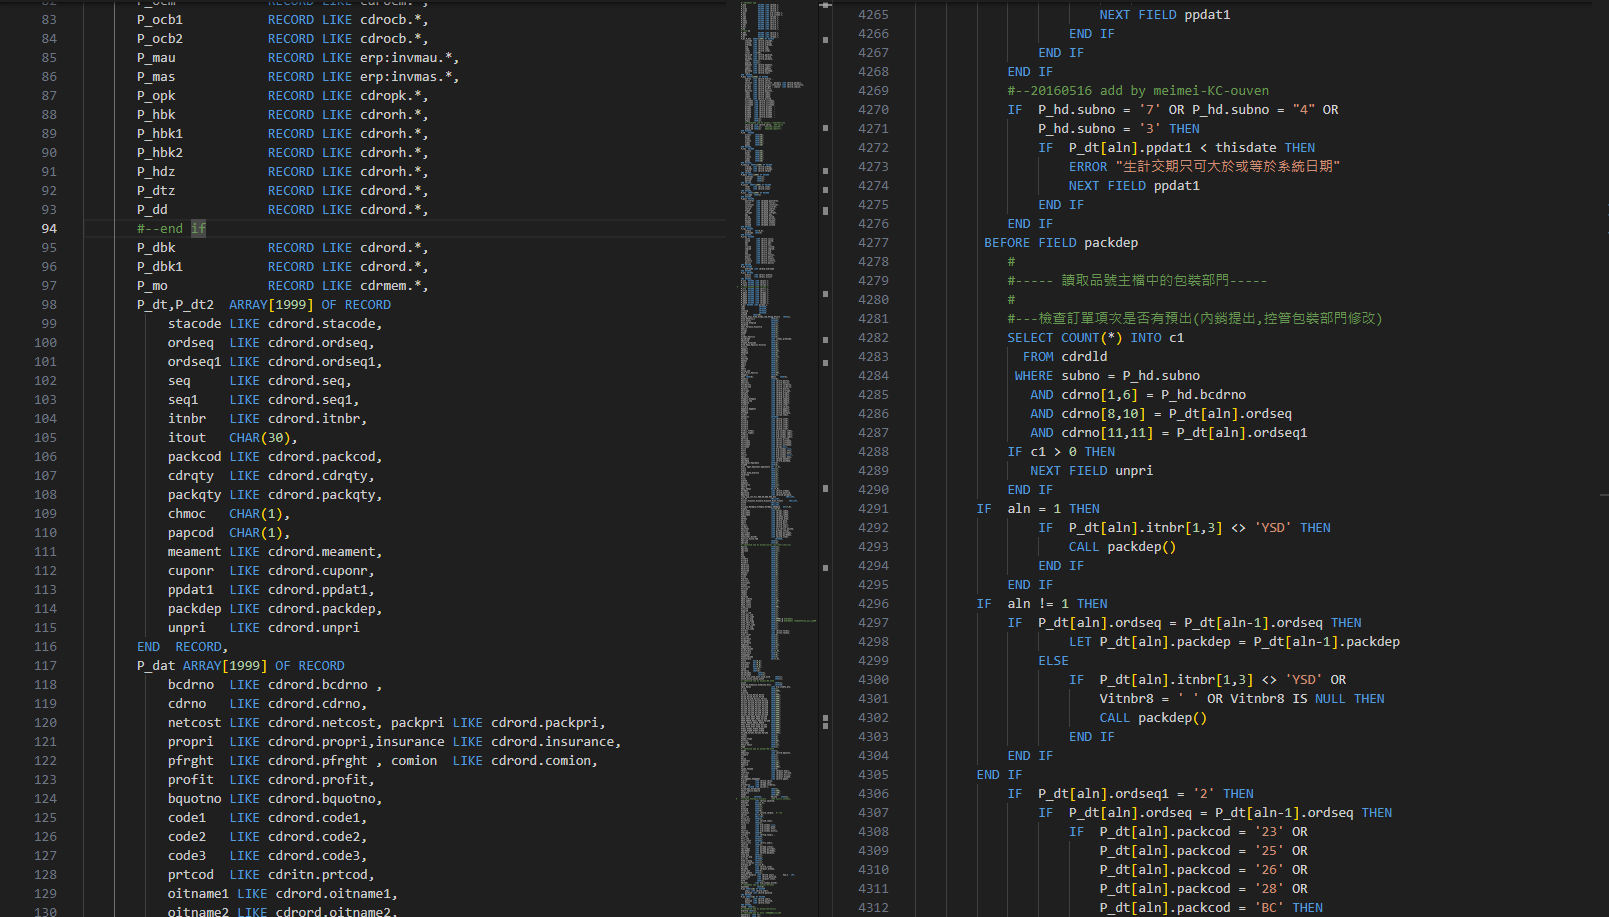 83 P_ocb1 RECORD LIKE cdrocb.*,
84 P_ocb2 RECORD LIKE cdrocb.*,
85 P_mau RECORD LIKE erp:invmau.*,
86 P_mas RECORD LIKE erp:invmas.*,
87 P_opk RECORD LIKE cdropk.*,
88 P_hbk RECORD LIKE cdrorh.*,
89 P_hbk1 RECORD LIKE cdrorh.*,
90 P_hbk2 RECORD LIKE cdrorh.*,
91 P_hdz RECORD LIKE cdrorh.*,
92 P_dtz RECORD LIKE cdrord.*,
93 P_dd RECORD LIKE cdrord.*,
94 #--end if
95 P_dbk RECORD LIKE cdrord.*,
96 P_dbk1 RECORD LIKE cdrord.*,
97 P_mo RECORD LIKE cdrmem.*,
98 P_dt,P_dt2 ARRAY[1999] OF RECORD
99 stacode LIKE cdrord.stacode,
100 ordseq LIKE cdrord.ordseq,
101 ordseq1 LIKE cdrord.ordseq1,
102 seq LIKE cdrord.seq,
103 seq1 LIKE cdrord.seq1,
104 itnbr LIKE cdrord.itnbr,
105 itout CHAR(30),
106 packcod LIKE cdrord.packcod,
107 cdrqty LIKE cdrord.cdrqty,
108 packqty LIKE cdrord.packqty,
109 chmoc CHAR(1),
110 papcod CHAR(1),
111 meament LIKE cdrord.meament,
112 cuponr LIKE cdrord.cuponr,
113 ppdat1 LIKE cdrord.ppdat1,
114 packdep LIKE cdrord.packdep,
115 unpri LIKE cdrord.unpri
116 END RECORD,
117 P_dat ARRAY[1999] OF RECORD
118 bcdrno LIKE cdrord.bcdrno ,
119 cdrno LIKE cdrord.cdrno,
120 netcost LIKE cdrord.netcost, packpri LIKE cdrord.packpri,
121 propri LIKE cdrord.propri,insurance LIKE cdrord.insurance,
122 pfrght LIKE cdrord.pfrght , comion LIKE cdrord.comion,
123 profit LIKE cdrord.profit,
124 bquotno LIKE cdrord.bquotno,
125 code1 LIKE cdrord.code1,
126 code2 LIKE cdrord.code2,
127 code3 LIKE cdrord.code3,
128 prtcod LIKE cdritn.prtcod,
129 oitname1 LIKE cdrord.oitname1,
130 oitname2 LIKE cdrord.oitname2,
4265 NEXT FIELD ppdat1
4266 END IF
4267 END IF
4268 END IF
4269 #--20160516 add by meimei-KC-ouven
4270 IF P_hd.subno = '7' OR P_hd.subno = "4" OR
4271 P_hd.subno = '3' THEN
4272 IF P_dt[aln].ppdat1 < thisdate THEN
4273 ERROR "生計交期只可大於或等於系統日期"
4274 NEXT FIELD ppdat1
4275 END IF
4276 END IF
4277 BEFORE FIELD packdep
4278 #
4279 #----- 讀取品號主檔中的包裝部門-----
4280 #
4281 #---檢查訂單項次是否有預出(內銷提出,控管包裝部門修改)
4282 SELECT COUNT(*) INTO c1
4283 FROM cdrdld
4284 WHERE subno = P_hd.subno
4285 AND cdrno[1,6] = P_hd.bcdrno
4286 AND cdrno[8,10] = P_dt[aln].ordseq
4287 AND cdrno[11,11] = P_dt[aln].ordseq1
4288 IF c1 > 0 THEN
4289 NEXT FIELD unpri
4290 END IF
4291 IF aln = 1 THEN
4292 IF P_dt[aln].itnbr[1,3] <> 'YSD' THEN
4293 CALL packdep()
4294 END IF
4295 END IF
4296 IF aln != 1 THEN
4297 IF P_dt[aln].ordseq = P_dt[aln-1].ordseq THEN
4298 LET P_dt[aln].packdep = P_dt[aln-1].packdep
4299 ELSE
4300 IF P_dt[aln].itnbr[1,3] <> 'YSD' OR
4301 Vitnbr8 = ' ' OR Vitnbr8 IS NULL THEN
4302 CALL packdep()
4303 END IF
4304 END IF
4305 END IF
4306 IF P_dt[aln].ordseq1 = '2' THEN
4307 IF P_dt[aln].ordseq = P_dt[aln-1].ordseq THEN
4308 IF P_dt[aln].packcod = '23' OR
4309 P_dt[aln].packcod = '25' OR
4310 P_dt[aln].packcod = '26' OR
4311 P_dt[aln].packcod = '28' OR
4312 P_dt[aln].packcod = 'BC' THEN